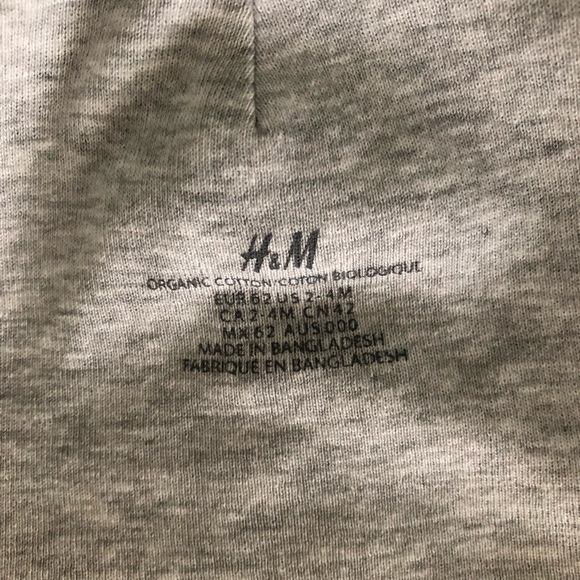 H&M
ORGANIC COTTON/COTON BIOLOGIQUE
EUR 62 US 2-4M
CA 2-4M CN 42
MX 62 AUS 000
MADE IN BANGLADESH
FABRIQUE EN BANGLADESH